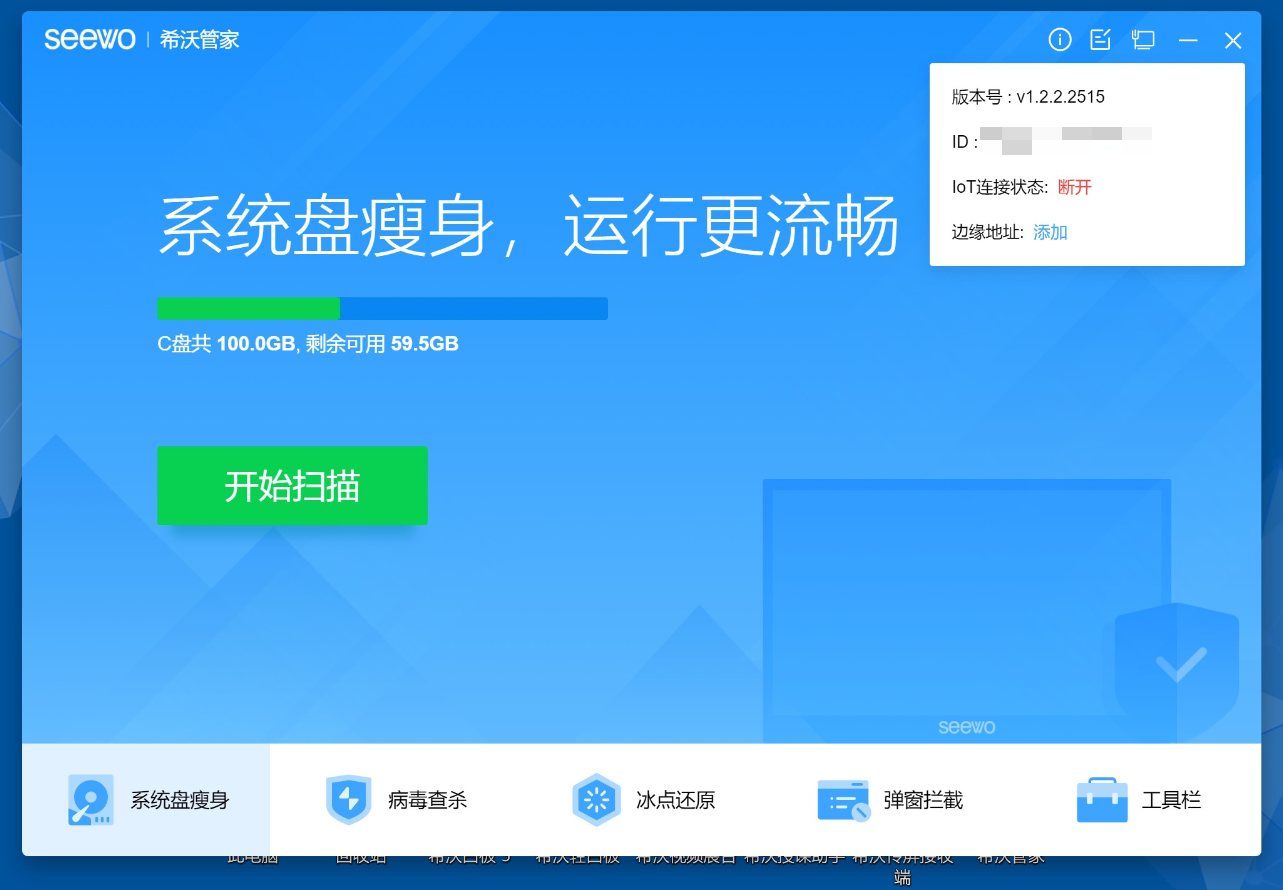 seewo | 希沃管家
版本号 : v1.2.2.2515
ID :
IoT连接状态: 断开
边缘地址: 添加
系统盘瘦身，运行更流畅
C盘共 100.0GB, 剩余可用 59.5GB
开始扫描
seewo
系统盘瘦身
病毒查杀
冰点还原
弹窗拦截
工具栏
此电脑
回收站
希沃白板 5
希沃轻白板
希沃视频展台
希沃授课助手
希沃传屏接收
端
希沃管家